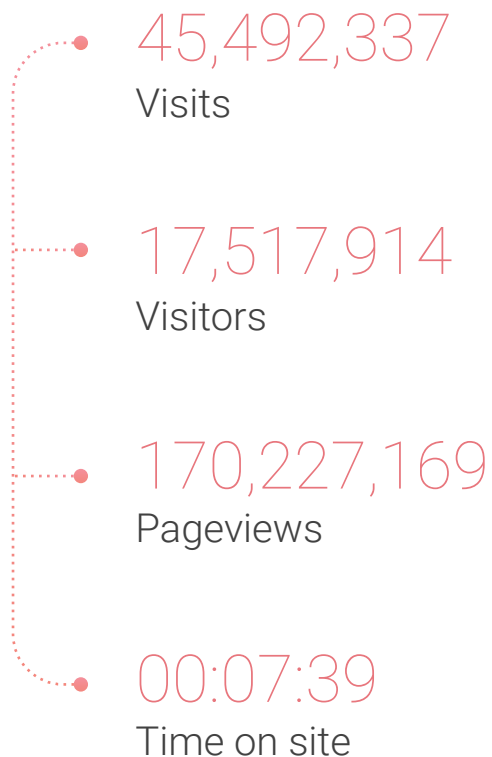 45,492,337
Visits
17,517,914
Visitors
170,227,169
Pageviews
00:07:39
Time on site